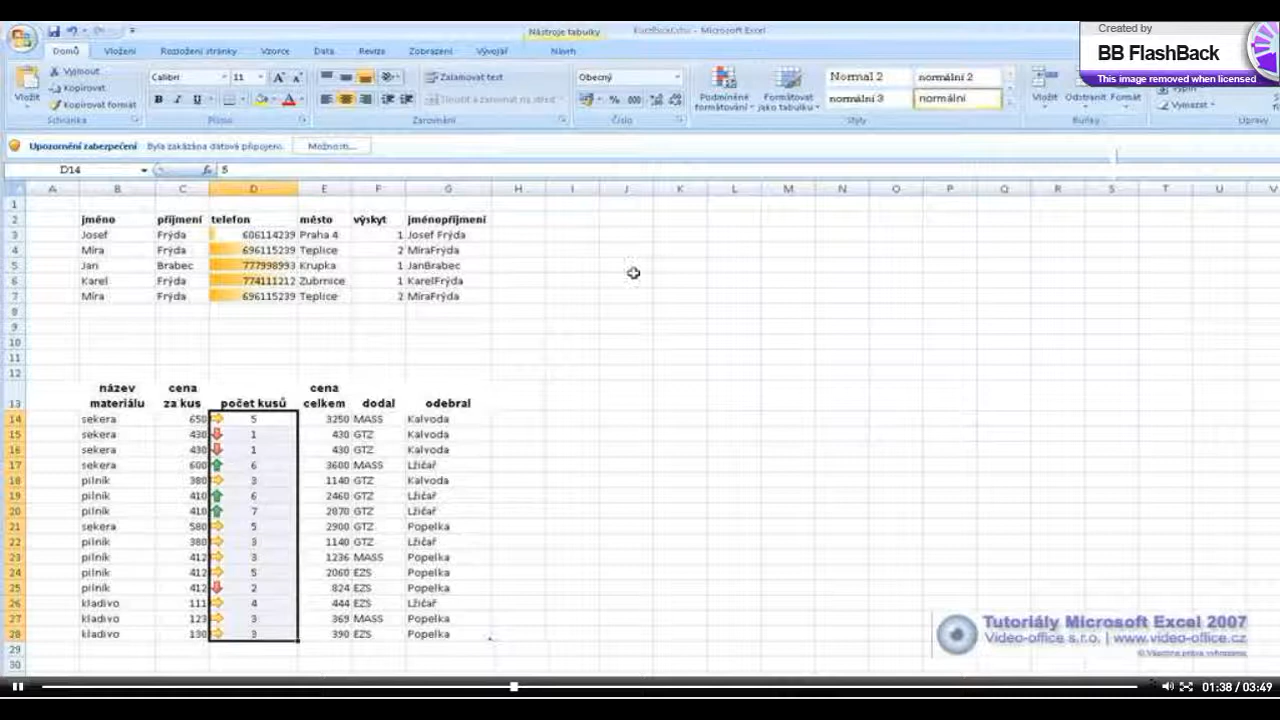 Created by
BB FlashBack
This image removed when licensed
Nástroje tabulky
Microsoft Excel
Domů Vložení Rozložení stránky Vzorce Data Revize Zobrazení Vývojář Návrh
Vložit
Vyjmout
Kopírovat
Kopírovat formát
Schránka
Calibri 11
Písmo
Zalamovat text
Zarovnání
Obecný
Číslo
Podmíněné formátování
Formátovat jako tabulku
Normal 2 normální 2
normální 3 normální
Styly
Vložit Odstranit Formát
Buňky
Vyplň
Vymazat
Úpravy
Upozornění zabezpečení Byla zakázána datová připojení. Možnosti...
D14 fx 5
A B C D E F G H I J K L M N O P Q R S T U V
1
2 jméno příjmení telefon město výskyt jménopříjmení
3 Josef Frýda 606114239 Praha 4 1 Josef Frýda
4 Míra Frýda 696115239 Teplice 2 MíraFrýda
5 Jan Brabec 777998993 Krupka 1 JanBrabec
6 Karel Frýda 774111212 Zubrnice 1 KarelFrýda
7 Míra Frýda 696115239 Teplice 2 MíraFrýda
8
9
10
11
12
název cena cena
13 materiálu za kus počet kusů celkem dodal odebral
14 sekera 650 5 3250 MASS Kalvoda
15 sekera 430 1 430 GTZ Kalvoda
16 sekera 430 1 430 GTZ Kalvoda
17 sekera 600 6 3600 MASS Lžičař
18 pilník 380 3 1140 GTZ Kalvoda
19 pilník 410 6 2460 GTZ Lžičař
20 pilník 410 7 2870 GTZ Lžičař
21 sekera 580 5 2900 GTZ Popelka
22 pilník 380 3 1140 GTZ Lžičař
23 pilník 412 3 1236 MASS Popelka
24 pilník 412 5 2060 EZS Popelka
25 pilník 412 2 824 EZS Popelka
26 kladivo 111 4 444 EZS Lžičař
27 kladivo 123 3 369 MASS Popelka
28 kladivo 130 3 390 EZS Popelka
29
30
Tutoriály Microsoft Excel 2007
Video-office s.r.o. | www.video-office.cz
© Všechna práva vyhrazena
01:38 / 03:49